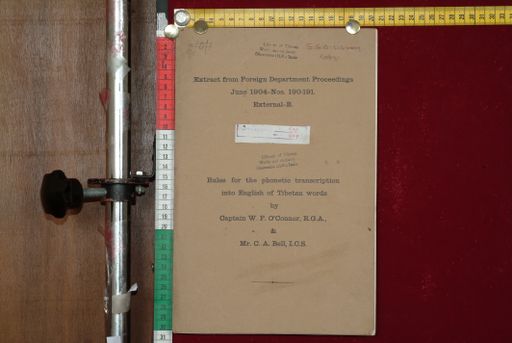 Extract from Foreign Department Proceedings
June 1904-Nos. 190-191.
External-B.
Rules for the phonetic transcription
into English of Tibetan words
by
Captain W. F. O'Connor, R.G.A.,
&
Mr. C. A. Bell, I.C.S.